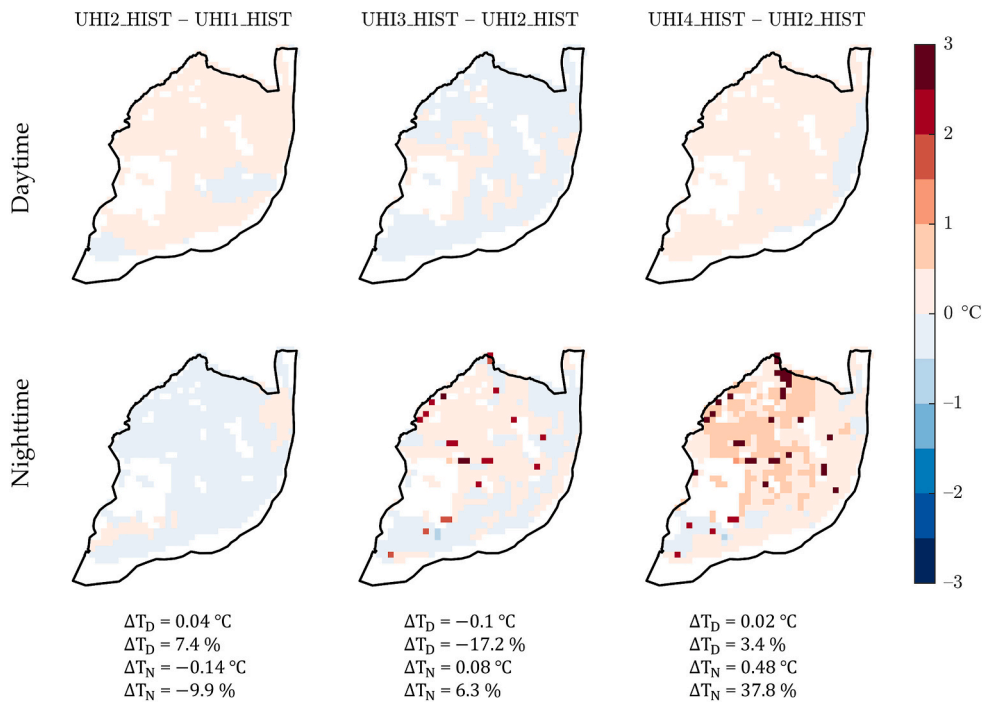 UHI2_HIST – UHI1_HIST
UHI3_HIST – UHI2_HIST
UHI4_HIST – UHI2_HIST
Daytime
Nighttime
3
2
1
0 °C
−1
−2
−3
ΔT_D = 0.04 °C
ΔT_D = 7.4 %
ΔT_N = −0.14 °C
ΔT_N = −9.9 %
ΔT_D = −0.1 °C
ΔT_D = −17.2 %
ΔT_N = 0.08 °C
ΔT_N = 6.3 %
ΔT_D = 0.02 °C
ΔT_D = 3.4 %
ΔT_N = 0.48 °C
ΔT_N = 37.8 %